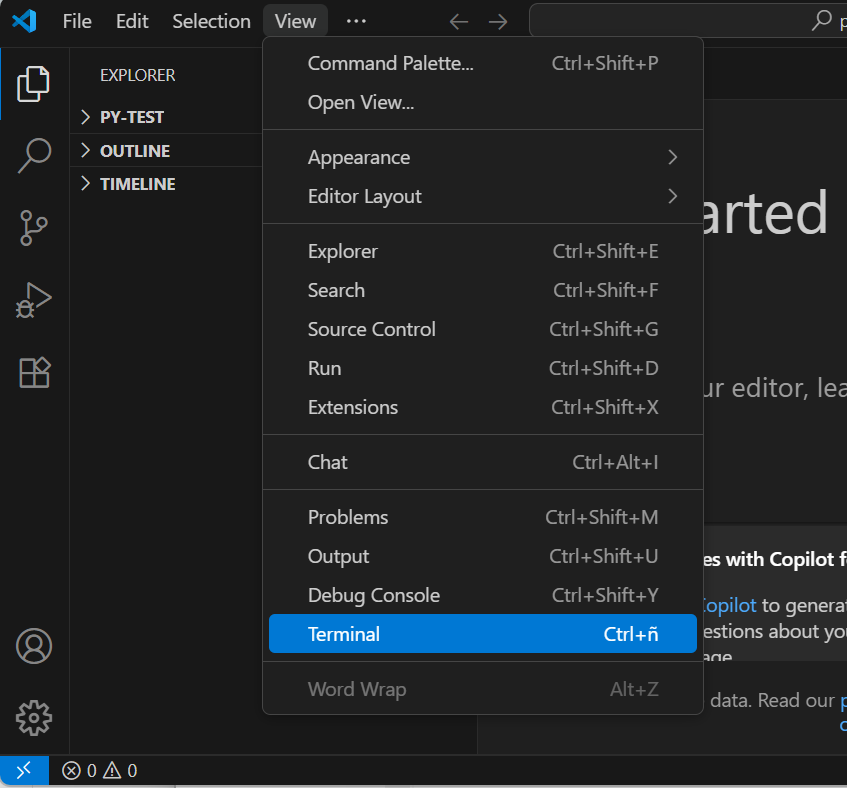 File Edit Selection View ...
EXPLORER
PY-TEST
OUTLINE
TIMELINE
Command Palette... Ctrl+Shift+P
Open View...
Appearance
Editor Layout
Explorer Ctrl+Shift+E
Search Ctrl+Shift+F
Source Control Ctrl+Shift+G
Run Ctrl+Shift+D
Extensions Ctrl+Shift+X
Chat Ctrl+Alt+I
Problems Ctrl+Shift+M
Output Ctrl+Shift+U
Debug Console Ctrl+Shift+Y
Terminal Ctrl+ñ
Word Wrap Alt+Z
arted
ur editor, lea
es with Copilot f
Copilot to generat
estions about yo
age
data. Read our p
0 0